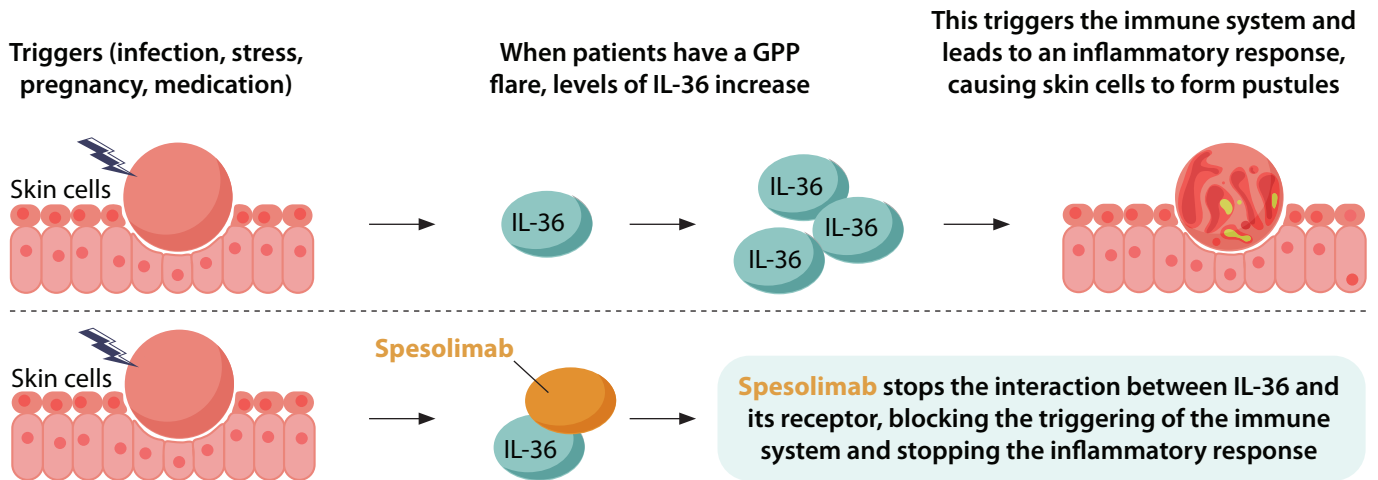 Triggers (infection, stress,
pregnancy, medication)
When patients have a GPP
flare, levels of IL-36 increase
This triggers the immune system and
leads to an inflammatory response,
causing skin cells to form pustules
Skin cells
IL-36
IL-36
IL-36
IL-36
Skin cells
Spesolimab
IL-36
Spesolimab stops the interaction between IL-36 and
its receptor, blocking the triggering of the immune
system and stopping the inflammatory response